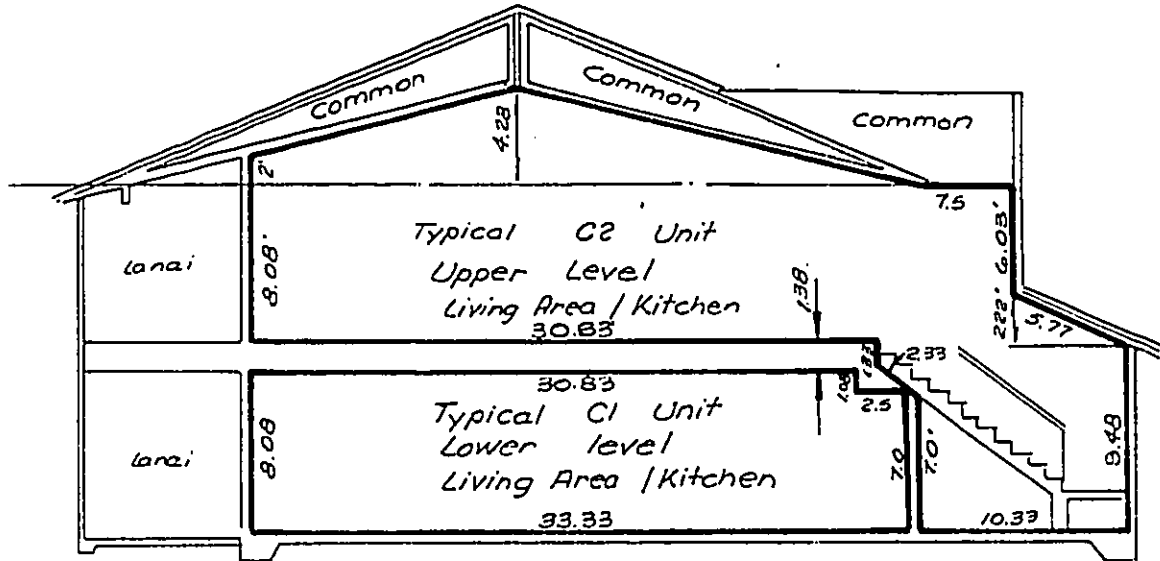 Common
Common
Common
4.28
2'
7.5
Typical C2 Unit
Upper Level
Living Area / Kitchen
30.83
lanai
8.08'
6.03'
2.22'
5.77
1.38.
1.33
2.33
30.83
1.08
2.5
Typical C1 Unit
Lower level
Living Area / Kitchen
33.33
lanai
8.08
7.0
7.0'
9.48
10.33